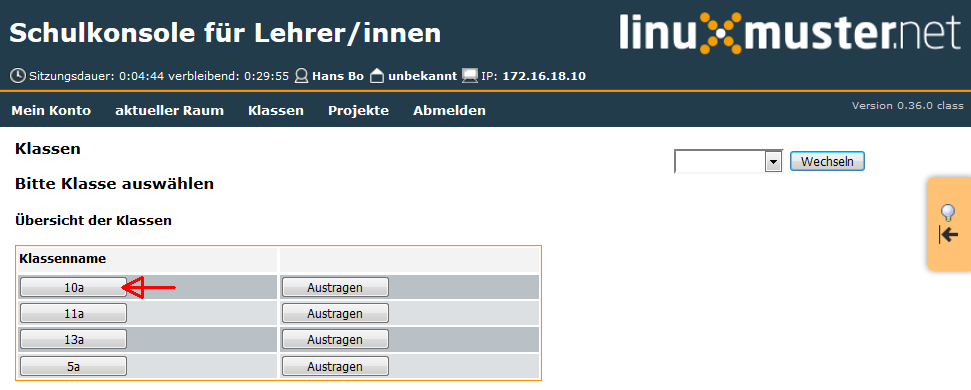 Schulkonsole für Lehrer/innen
linuxmuster.net
Sitzungsdauer: 0:04:44 verbleibend: 0:29:55 Hans Bo unbekannt IP: 172.16.18.10
Mein Konto aktueller Raum Klassen Projekte Abmelden
Version 0.36.0 class
Klassen
Wechseln
Bitte Klasse auswählen
Übersicht der Klassen
Klassenname
10a Austragen
11a Austragen
13a Austragen
5a Austragen